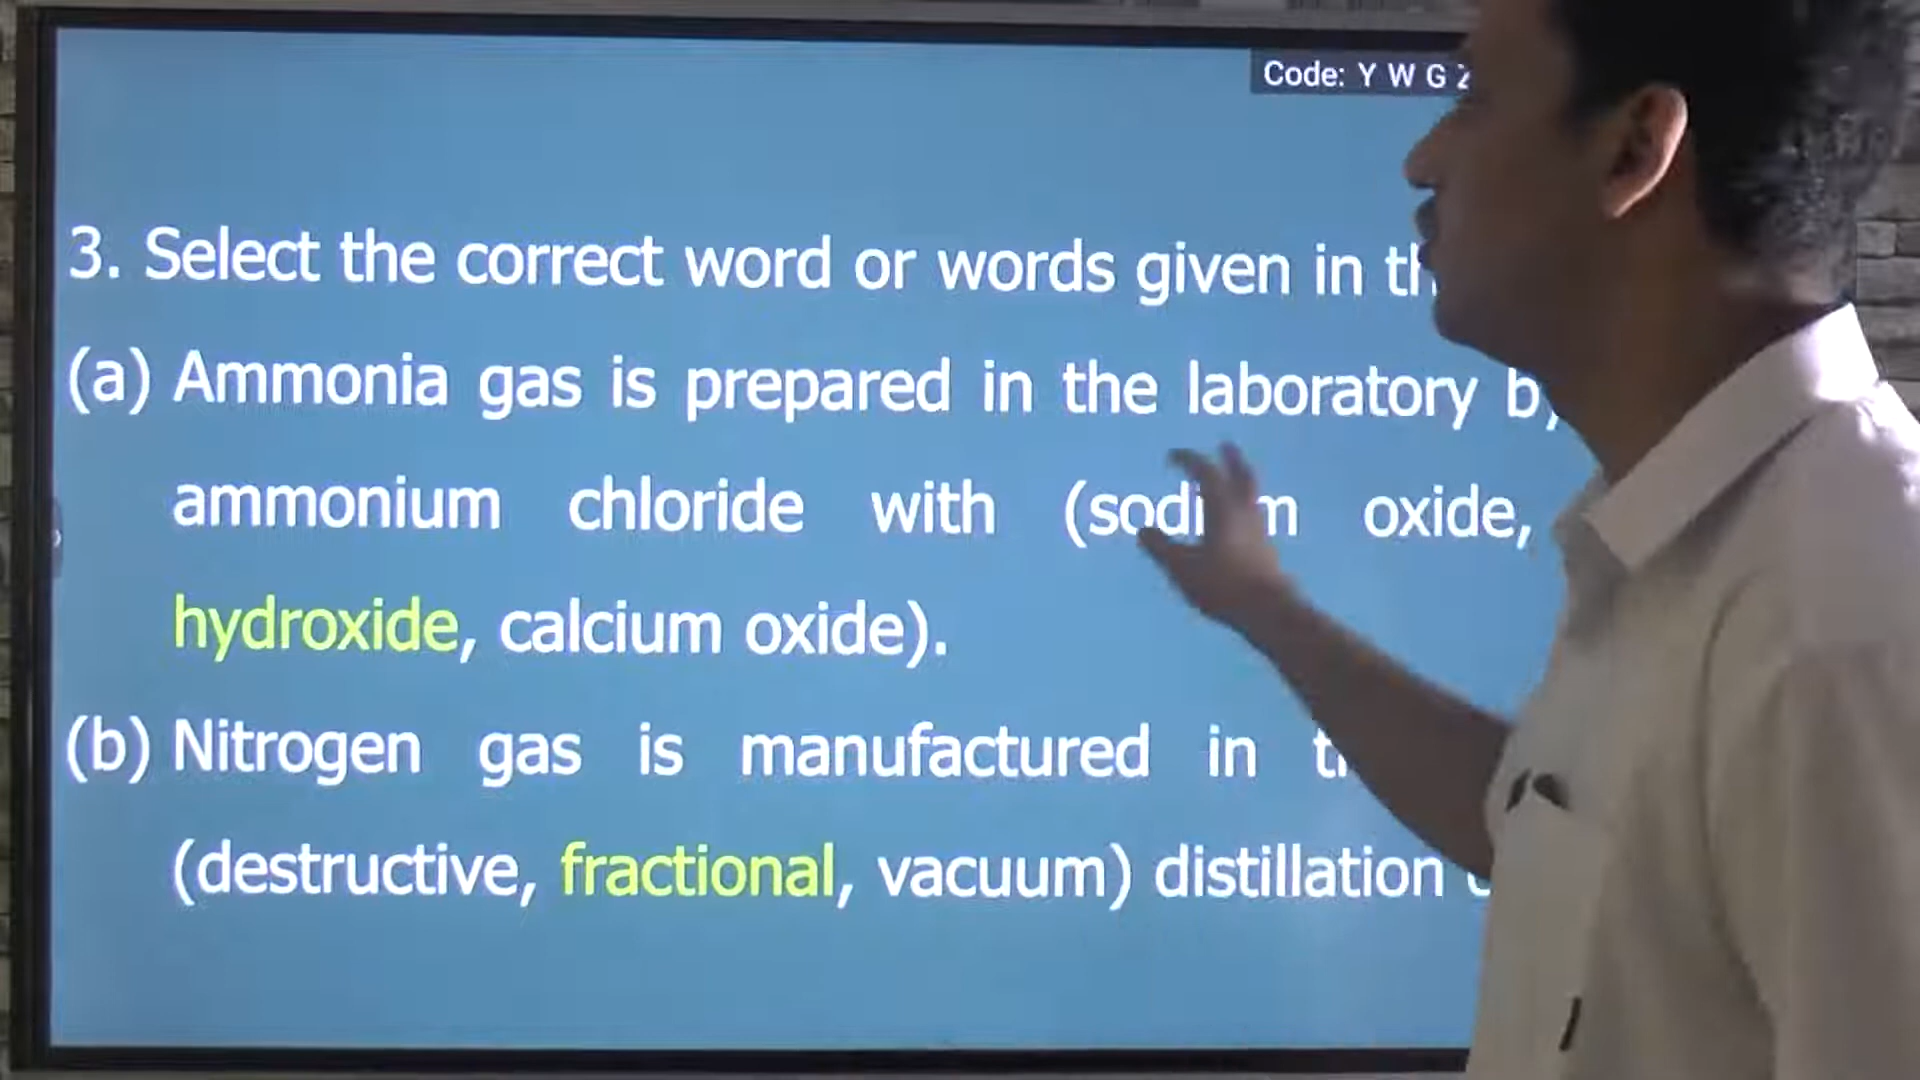 Code: Y W G
3. Select the correct word or words given in
(a) Ammonia gas is prepared in the laboratory
ammonium chloride with (sodium oxide,
hydroxide, calcium oxide).
(b) Nitrogen gas is manufactured in
(destructive, fractional, vacuum) distillation